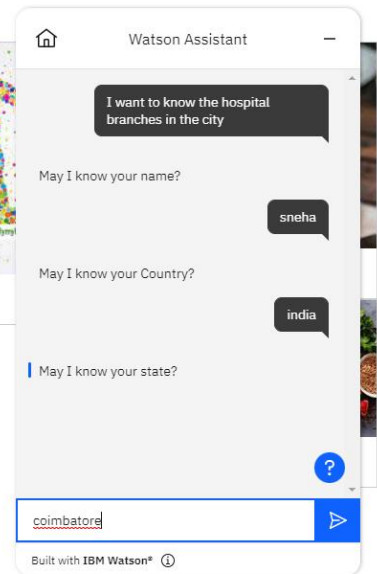 Watson Assistant
I want to know the hospital
branches in the city
May I know your name?
sneha
May I know your Country?
india
May I know your state?
?
coimbatore
Built with IBM Watson®